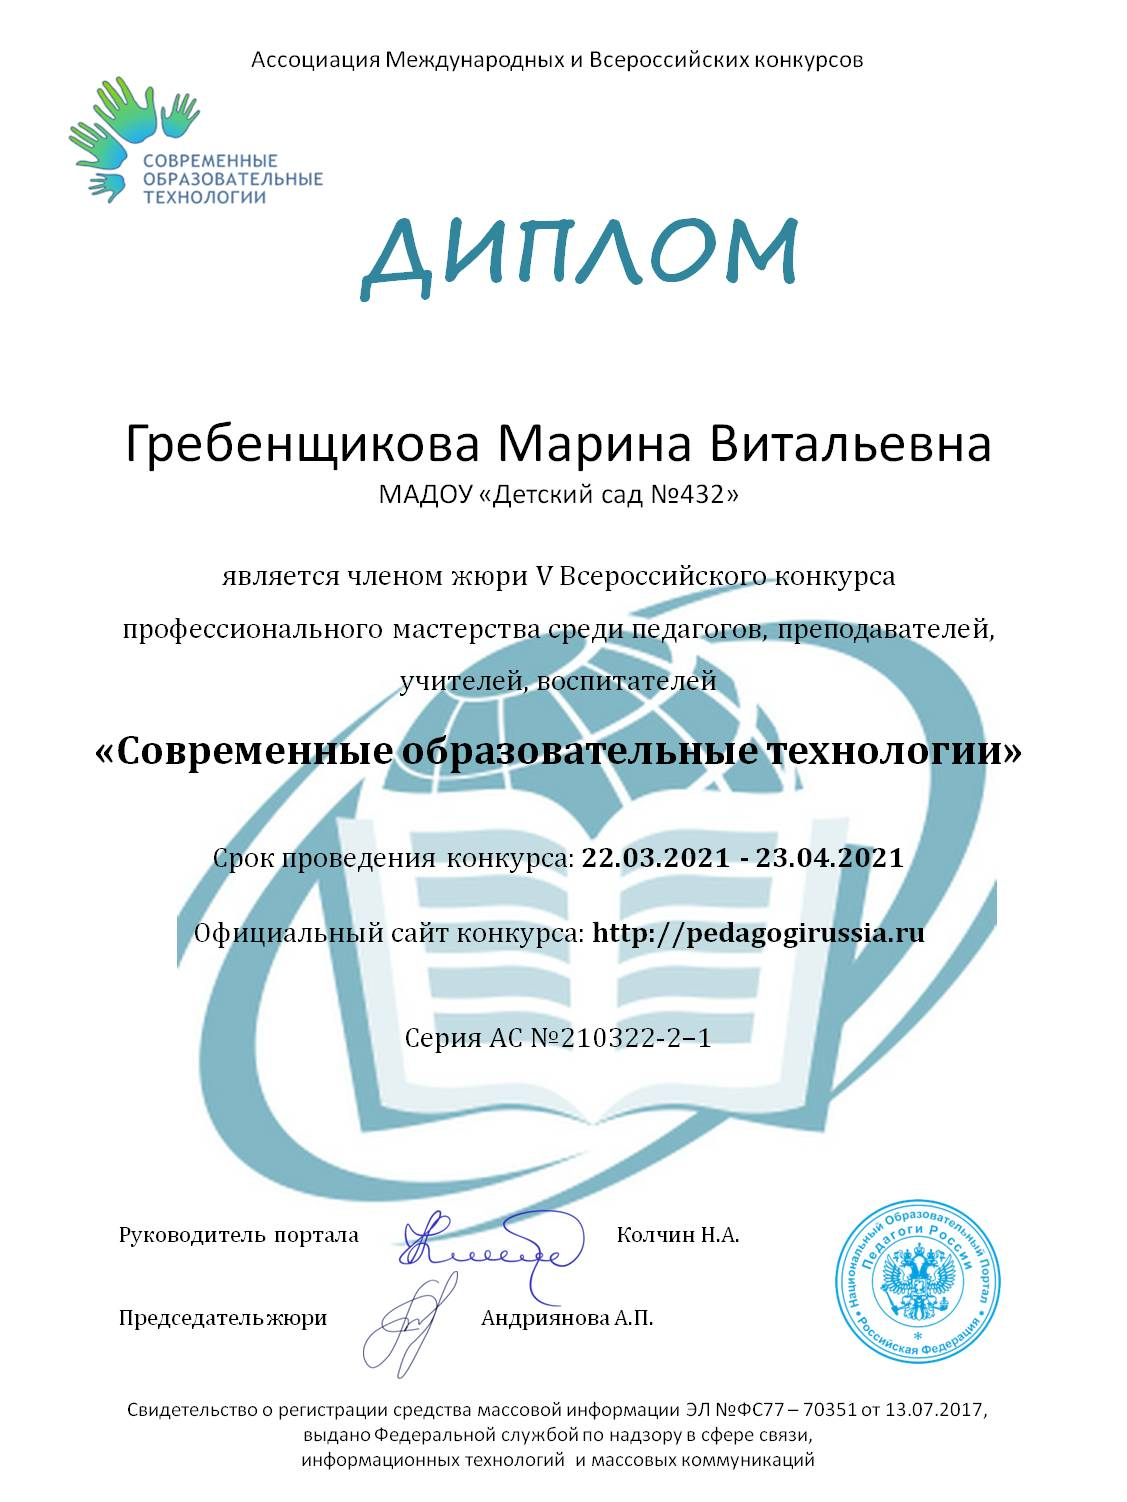 Ассоциация Международных и Всероссийских конкурсов
СОВРЕМЕННЫЕ
ОБРАЗОВАТЕЛЬНЫЕ
ТЕХНОЛОГИИ
ДИПЛОМ
Гребенщикова Марина Витальевна
МАДОУ «Детский сад №432»
является членом жюри V Всероссийского конкурса
профессионального мастерства среди педагогов, преподавателей,
учителей, воспитателей
«Современные образовательные технологии»
Срок проведения конкурса: 22.03.2021 - 23.04.2021
Официальный сайт конкурса: http://pedagogirussia.ru
Серия АС №210322-2–1
Руководитель портала Колчин Н.А.
Председатель жюри Андриянова А.П.
Национальный Образовательный Портал
Педагоги России
Российская Федерация
Свидетельство о регистрации средства массовой информации ЭЛ №ФС77 – 70351 от 13.07.2017,
выдано Федеральной службой по надзору в сфере связи,
информационных технологий и массовых коммуникаций